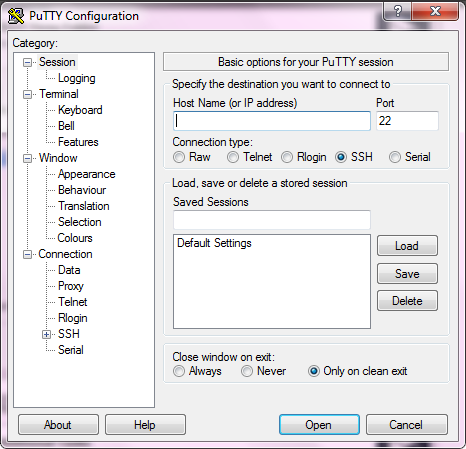 PuTTY Configuration
Category:
Session
Logging
Terminal
Keyboard
Bell
Features
Window
Appearance
Behaviour
Translation
Selection
Colours
Connection
Data
Proxy
Telnet
Rlogin
SSH
Serial
Basic options for your PuTTY session
Specify the destination you want to connect to
Host Name (or IP address) Port
22
Connection type:
Raw Telnet Rlogin SSH Serial
Load, save or delete a stored session
Saved Sessions
Default Settings
Load
Save
Delete
Close window on exit:
Always Never Only on clean exit
About Help Open Cancel